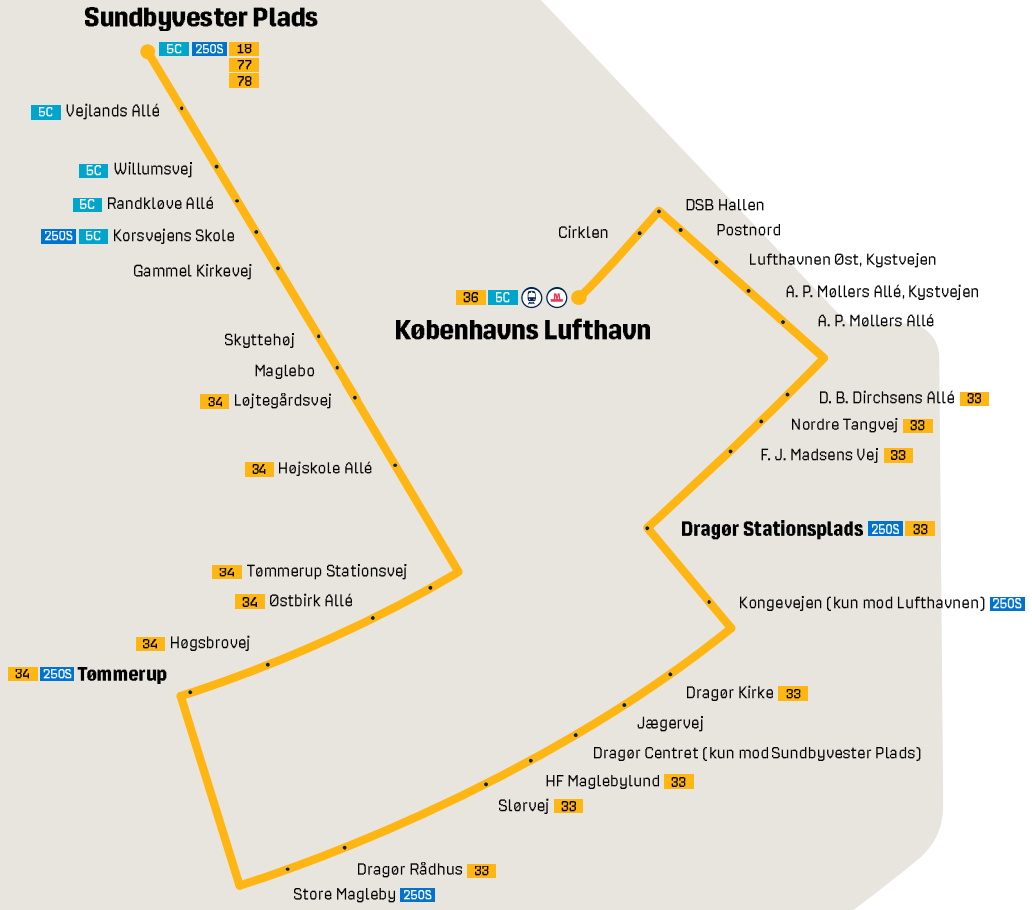 Sundbyvester Plads
5C 250S 18
77
78
5C Vejlands Allé
5C Willumsvej
5C Randkløve Allé
250S 5C Korsvejens Skole
Gammel Kirkevej
Skyttehøj
Maglebo
34 Løjtegårdsvej
34 Højskole Allé
34 Tømmerup Stationsvej
34 Østbirk Allé
34 Høgsbrovej
34 250S Tømmerup
Store Magleby 250S
Dragør Rådhus 33
Slørvej 33
HF Maglebylund 33
Dragør Centret (kun mod Sundbyvester Plads)
Jægervej
Dragør Kirke 33
Kongevejen (kun mod Lufthavnen) 250S
Dragør Stationsplads 250S 33
F. J. Madsens Vej 33
Nordre Tangvej 33
D. B. Dirchsens Allé 33
A. P. Møllers Allé
A. P. Møllers Allé, Kystvejen
Lufthavnen Øst, Kystvejen
Postnord
DSB Hallen
Cirklen
36 5C M
Københavns Lufthavn